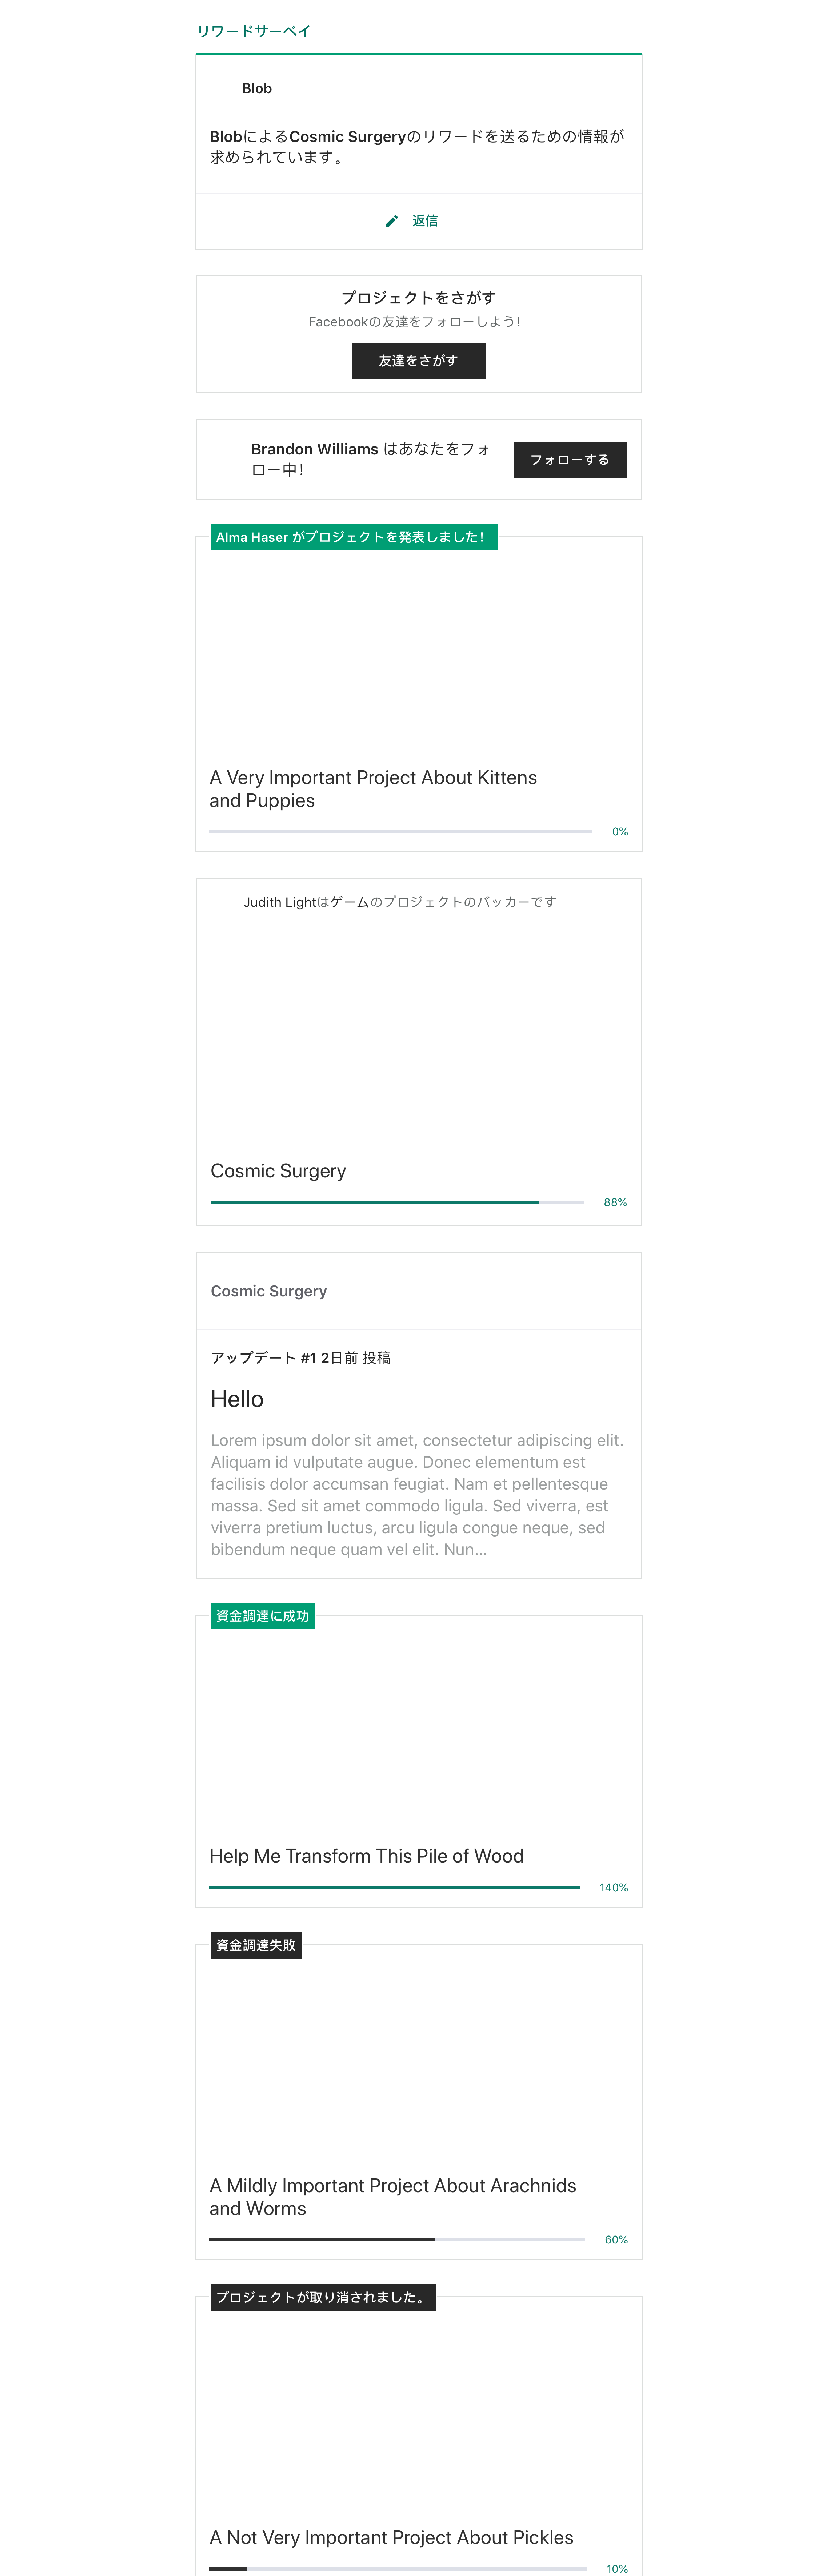 リワードサーベイ
Blob
BlobによるCosmic Surgeryのリワードを送るための情報が
求められています。
返信
プロジェクトをさがす
Facebookの友達をフォローしよう！
友達をさがす
Brandon Williams はあなたをフォ
ロー中！
フォローする
Alma Haser がプロジェクトを発表しました！
A Very Important Project About Kittens
and Puppies
0%
Judith Lightはゲームのプロジェクトのバッカーです
Cosmic Surgery
88%
Cosmic Surgery
アップデート #1 2日前 投稿
Hello
Lorem ipsum dolor sit amet, consectetur adipiscing elit.
Aliquam id vulputate augue. Donec elementum est
facilisis dolor accumsan feugiat. Nam et pellentesque
massa. Sed sit amet commodo ligula. Sed viverra, est
viverra pretium luctus, arcu ligula congue neque, sed
bibendum neque quam vel elit. Nun...
資金調達に成功
Help Me Transform This Pile of Wood
140%
資金調達失敗
A Mildly Important Project About Arachnids
and Worms
60%
プロジェクトが取り消されました。
A Not Very Important Project About Pickles
10%